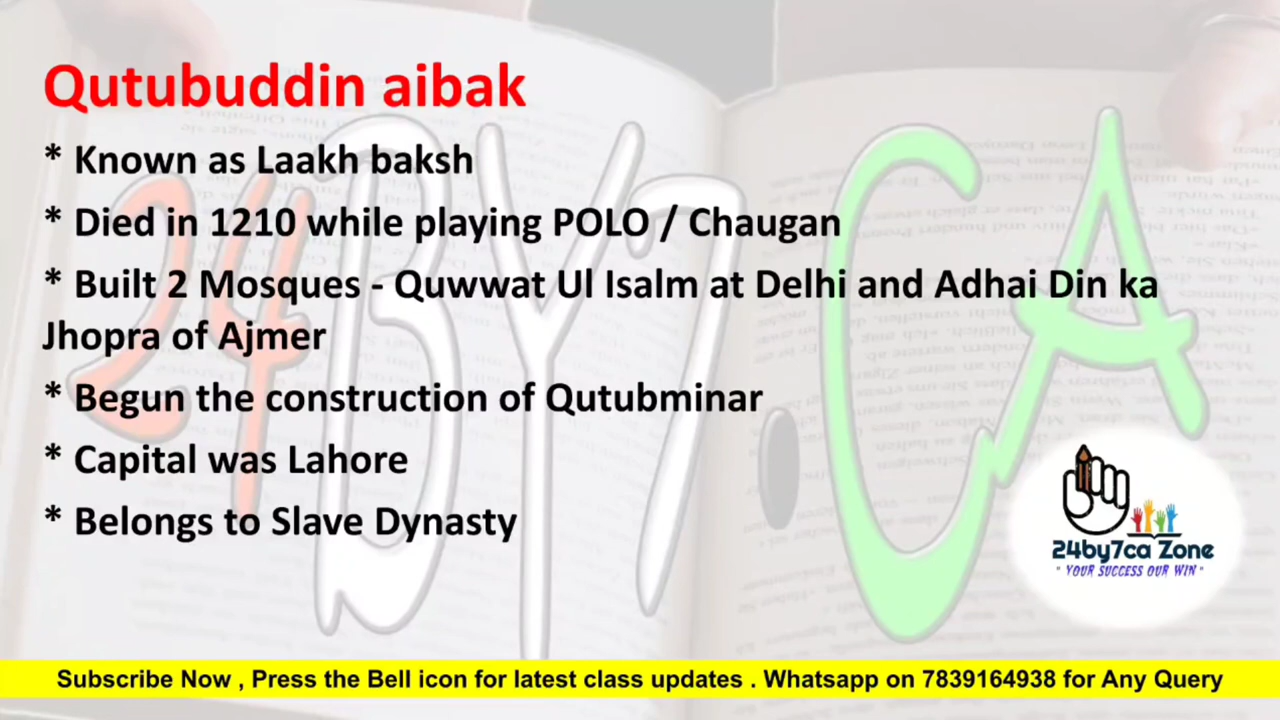 Qutubuddin aibak
* Known as Laakh baksh
* Died in 1210 while playing POLO / Chaugan
* Built 2 Mosques - Quwwat Ul Isalm at Delhi and Adhai Din ka
Jhopra of Ajmer
* Begun the construction of Qutubminar
* Capital was Lahore
* Belongs to Slave Dynasty
24BY7.CA
24by7ca Zone
" YOUR SUCCESS OUR WIN "
Subscribe Now , Press the Bell icon for latest class updates . Whatsapp on 7839164938 for Any Query